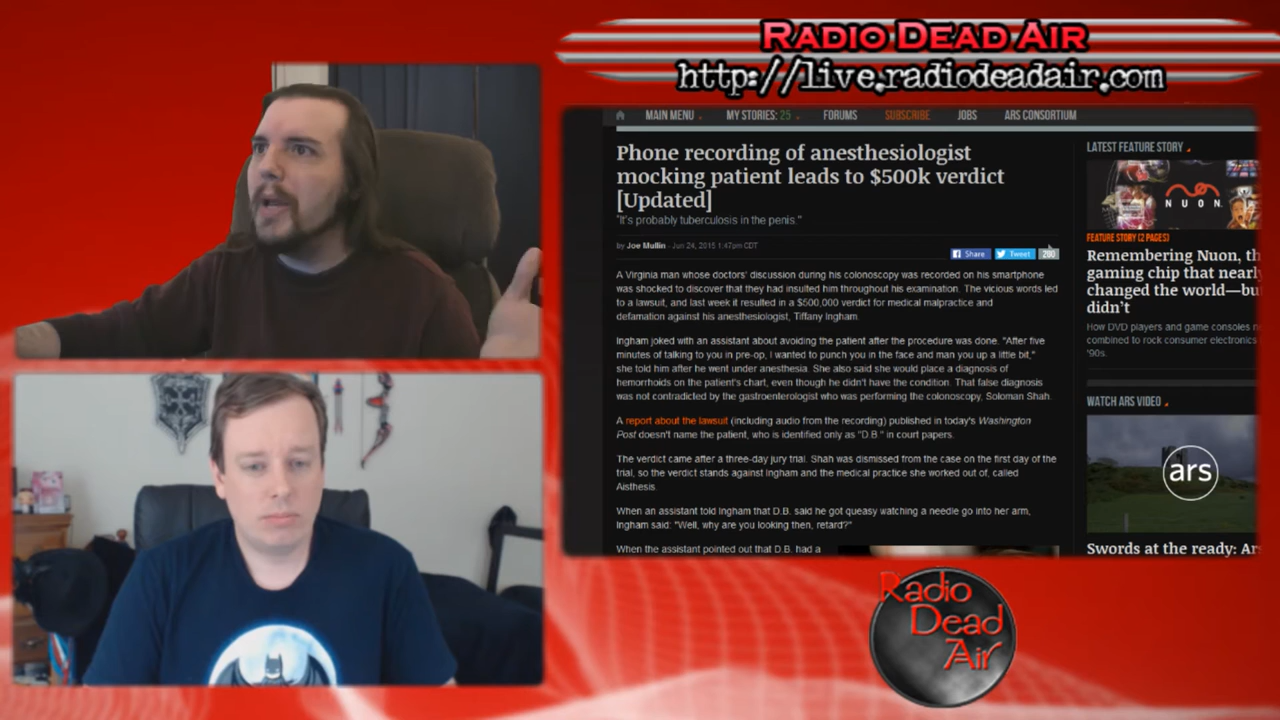 RADIO DEAD AIR
http://live.radiodeadair.com
MAIN MENU
MY STORIES: 25
FORUMS
SUBSCRIBE
JOBS
ARS CONSORTIUM
Phone recording of anesthesiologist
mocking patient leads to $500k verdict
[Updated]
"It's probably tuberculosis in the penis."
by Joe Mullin - Jun 24, 2015 1:47pm CDT
Share
Tweet
280
A Virginia man whose doctors' discussion during his colonoscopy was recorded on his smartphone
was shocked to discover that they had insulted him throughout his examination. The vicious words led
to a lawsuit, and last week it resulted in a $500,000 verdict for medical malpractice and
defamation against his anesthesiologist, Tiffany Ingham.
Ingham joked with an assistant about avoiding the patient after the procedure was done. "After five
minutes of talking to you in pre-op, I wanted to punch you in the face and man you up a little bit,"
she told him after he went under anesthesia. She also said she would place a diagnosis of
hemorrhoids on the patient's chart, even though he didn't have the condition. That false diagnosis
was not contradicted by the gastroenterologist who was performing the colonoscopy, Soloman Shah.
A report about the lawsuit (including audio from the recording) published in today's Washington
Post doesn't name the patient, who is identified only as "D.B." in court papers.
The verdict came after a three-day jury trial. Shah was dismissed from the case on the first day of the
trial, so the verdict stands against Ingham and the medical practice she worked out of, called
Aisthesis.
When an assistant told Ingham that D.B. said he got queasy watching a needle go into her arm,
Ingham said: "Well, why are you looking then, retard?"
When the assistant pointed out that D.B. had a
LATEST FEATURE STORY
NUON
FEATURE STORY (2 PAGES)
Remembering Nuon, th
gaming chip that nearl
changed the world—bu
didn't
How DVD players and game consoles n
combined to rock consumer electronics
'90s.
WATCH ARS VIDEO
ars
Swords at the ready: Ar
Radio
Dead
Air